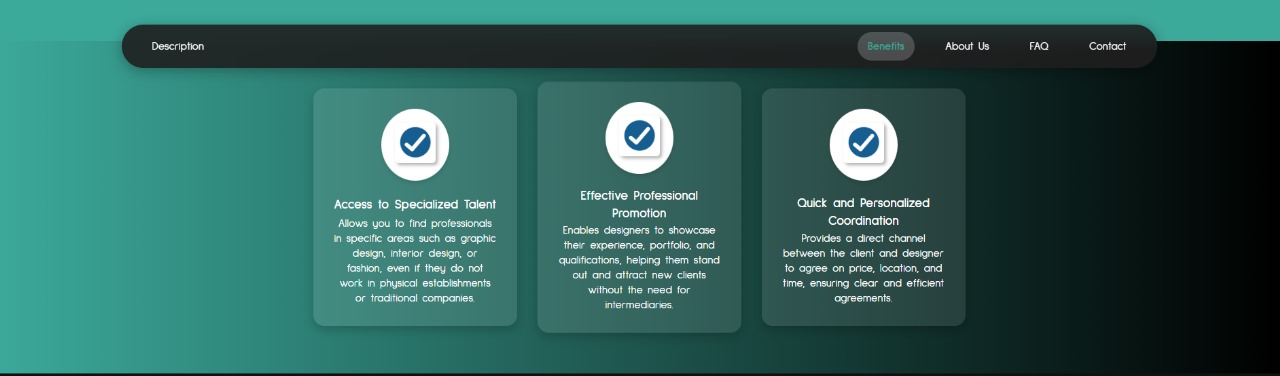 Description
Benefits
About Us
FAQ
Contact
Access to Specialized Talent
Allows you to find professionals
in specific areas such as graphic
design, interior design, or
fashion, even if they do not
work in physical establishments
or traditional companies.
Effective Professional
Promotion
Enables designers to showcase
their experience, portfolio, and
qualifications, helping them stand
out and attract new clients
without the need for
intermediaries.
Quick and Personalized
Coordination
Provides a direct channel
between the client and designer
to agree on price, location, and
time, ensuring clear and efficient
agreements.